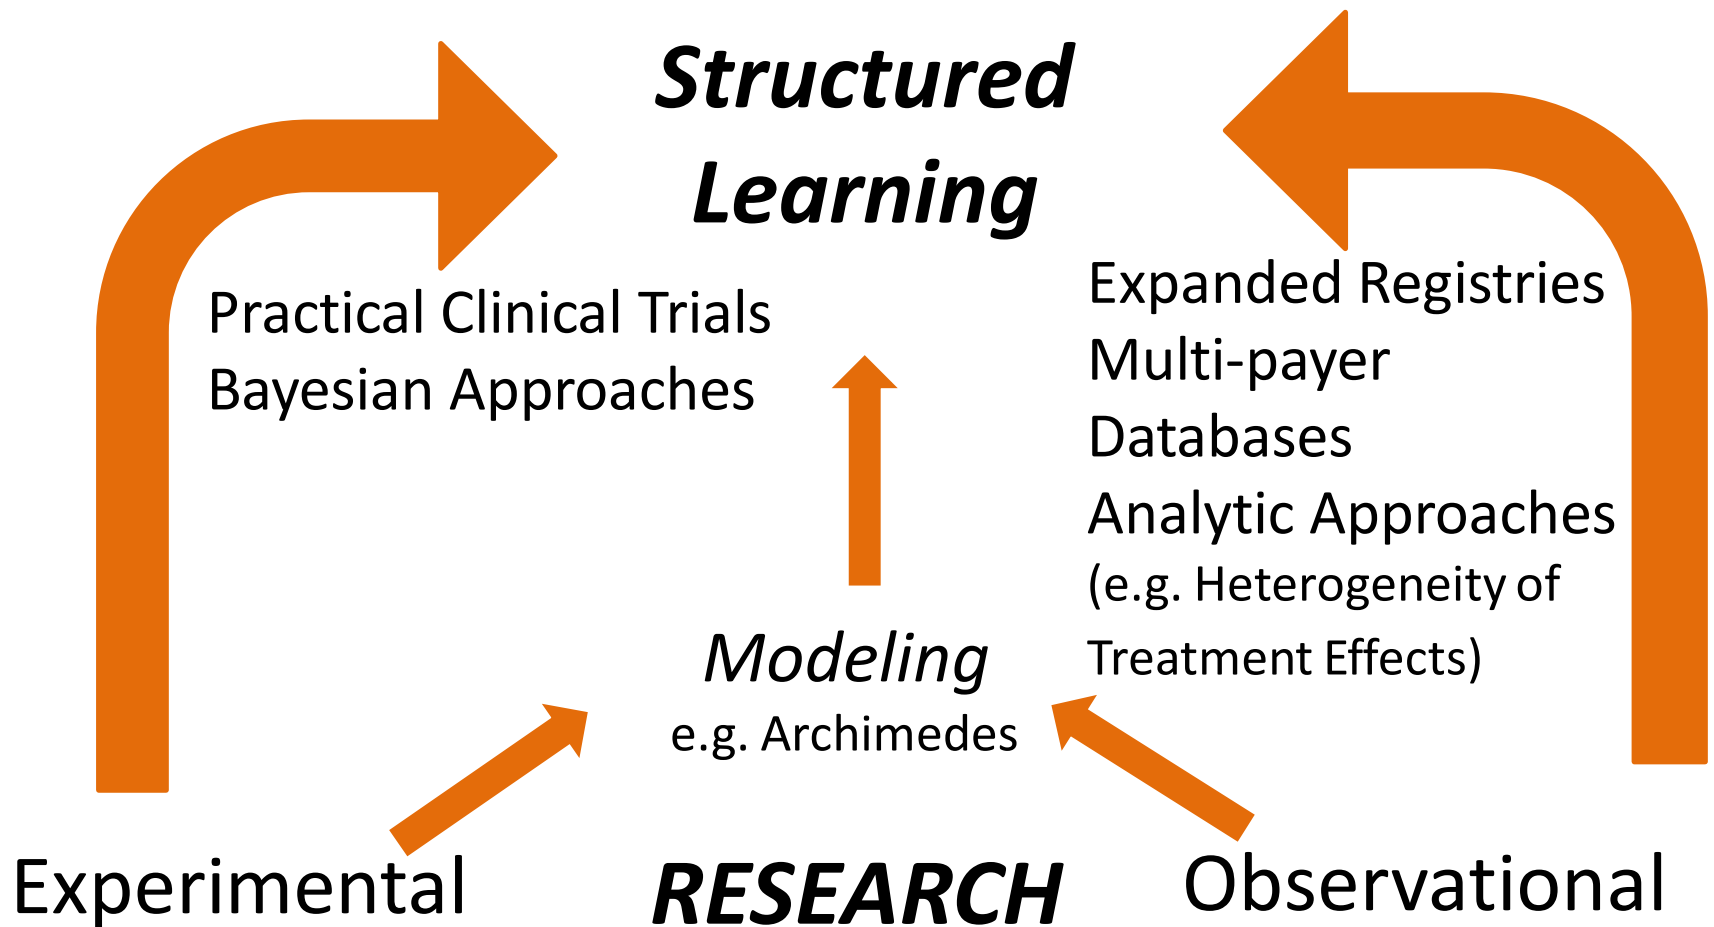 Structured
Learning
Practical Clinical Trials
Bayesian Approaches
Expanded Registries
Multi-payer
Databases
Analytic Approaches
(e.g. Heterogeneity of
Treatment Effects)
Modeling
e.g. Archimedes
Experimental
RESEARCH
Observational